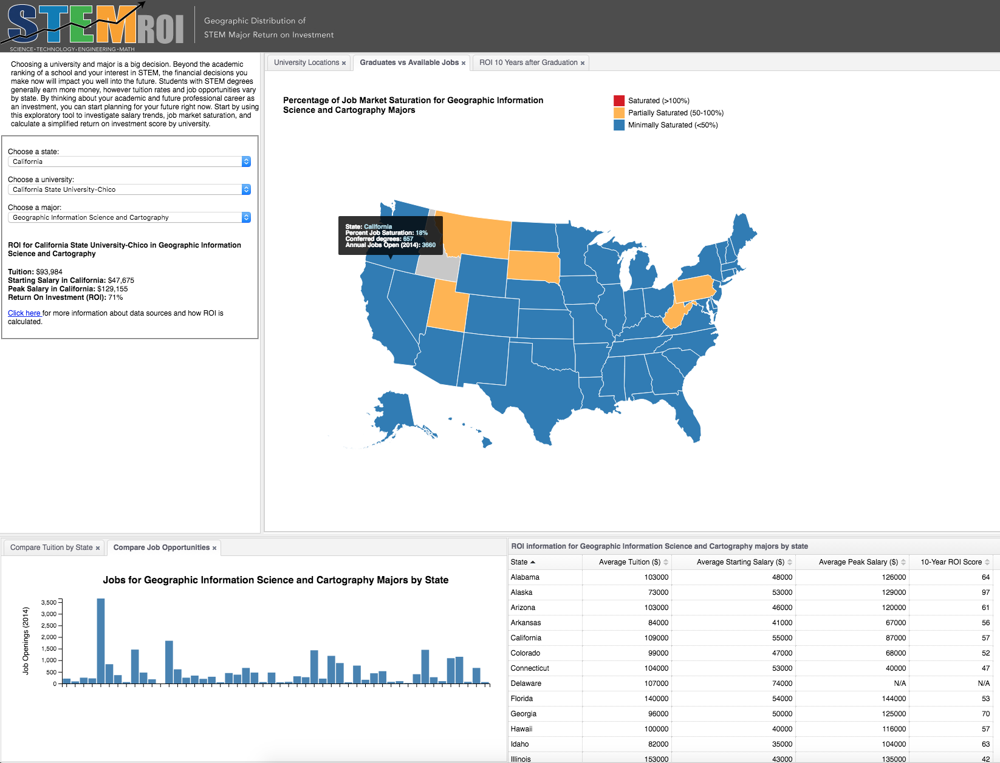 STEMROI
SCIENCE•TECHNOLOGY•ENGINEERING•MATH
Geographic Distribution of
STEM Major Return on Investment
Choosing a university and major is a big decision. Beyond the academic
ranking of a school and your interest in STEM, the financial decisions you
make now will impact you well into the future. Students with STEM degrees
generally earn more money, however tuition rates and job opportunities vary
by state. By thinking about your academic and future professional career as
an investment, you can start planning for your future right now. Start by using
this exploratory tool to investigate salary trends, job market saturation, and
calculate a simplified return on investment score by university.
Choose a state:
California
Choose a university:
California State University-Chico
Choose a major:
Geographic Information Science and Cartography
ROI for California State University-Chico in Geographic Information
Science and Cartography
Tuition: $93,984
Starting Salary in California: $47,675
Peak Salary in California: $129,155
Return On Investment (ROI): 71%
Click here for more information about data sources and how ROI is
calculated.
University Locations × Graduates vs Available Jobs × ROI 10 Years after Graduation ×
Percentage of Job Market Saturation for Geographic Information
Science and Cartography Majors
Saturated (>100%)
Partially Saturated (50-100%)
Minimally Saturated (<50%)
State: California
Percent Job Saturation: 18%
Conferred degrees: 657
Annual Jobs Open (2014): 3660
Compare Tuition by State × Compare Job Opportunities ×
Jobs for Geographic Information Science and Cartography Majors by State
Job Openings (2014)
3,500
3,000
2,500
2,000
1,500
1,000
500
0
ROI information for Geographic Information Science and Cartography majors by state
State Average Tuition ($) Average Starting Salary ($) Average Peak Salary ($) 10-Year ROI Score
Alabama 103000 48000 126000 64
Alaska 73000 53000 129000 97
Arizona 103000 46000 120000 61
Arkansas 84000 41000 67000 56
California 109000 55000 87000 57
Colorado 99000 47000 68000 52
Connecticut 104000 53000 40000 47
Delaware 107000 74000 N/A N/A
Florida 140000 54000 144000 53
Georgia 96000 50000 125000 70
Hawaii 100000 40000 116000 57
Idaho 82000 35000 104000 63
Illinois 153000 43000 135000 42